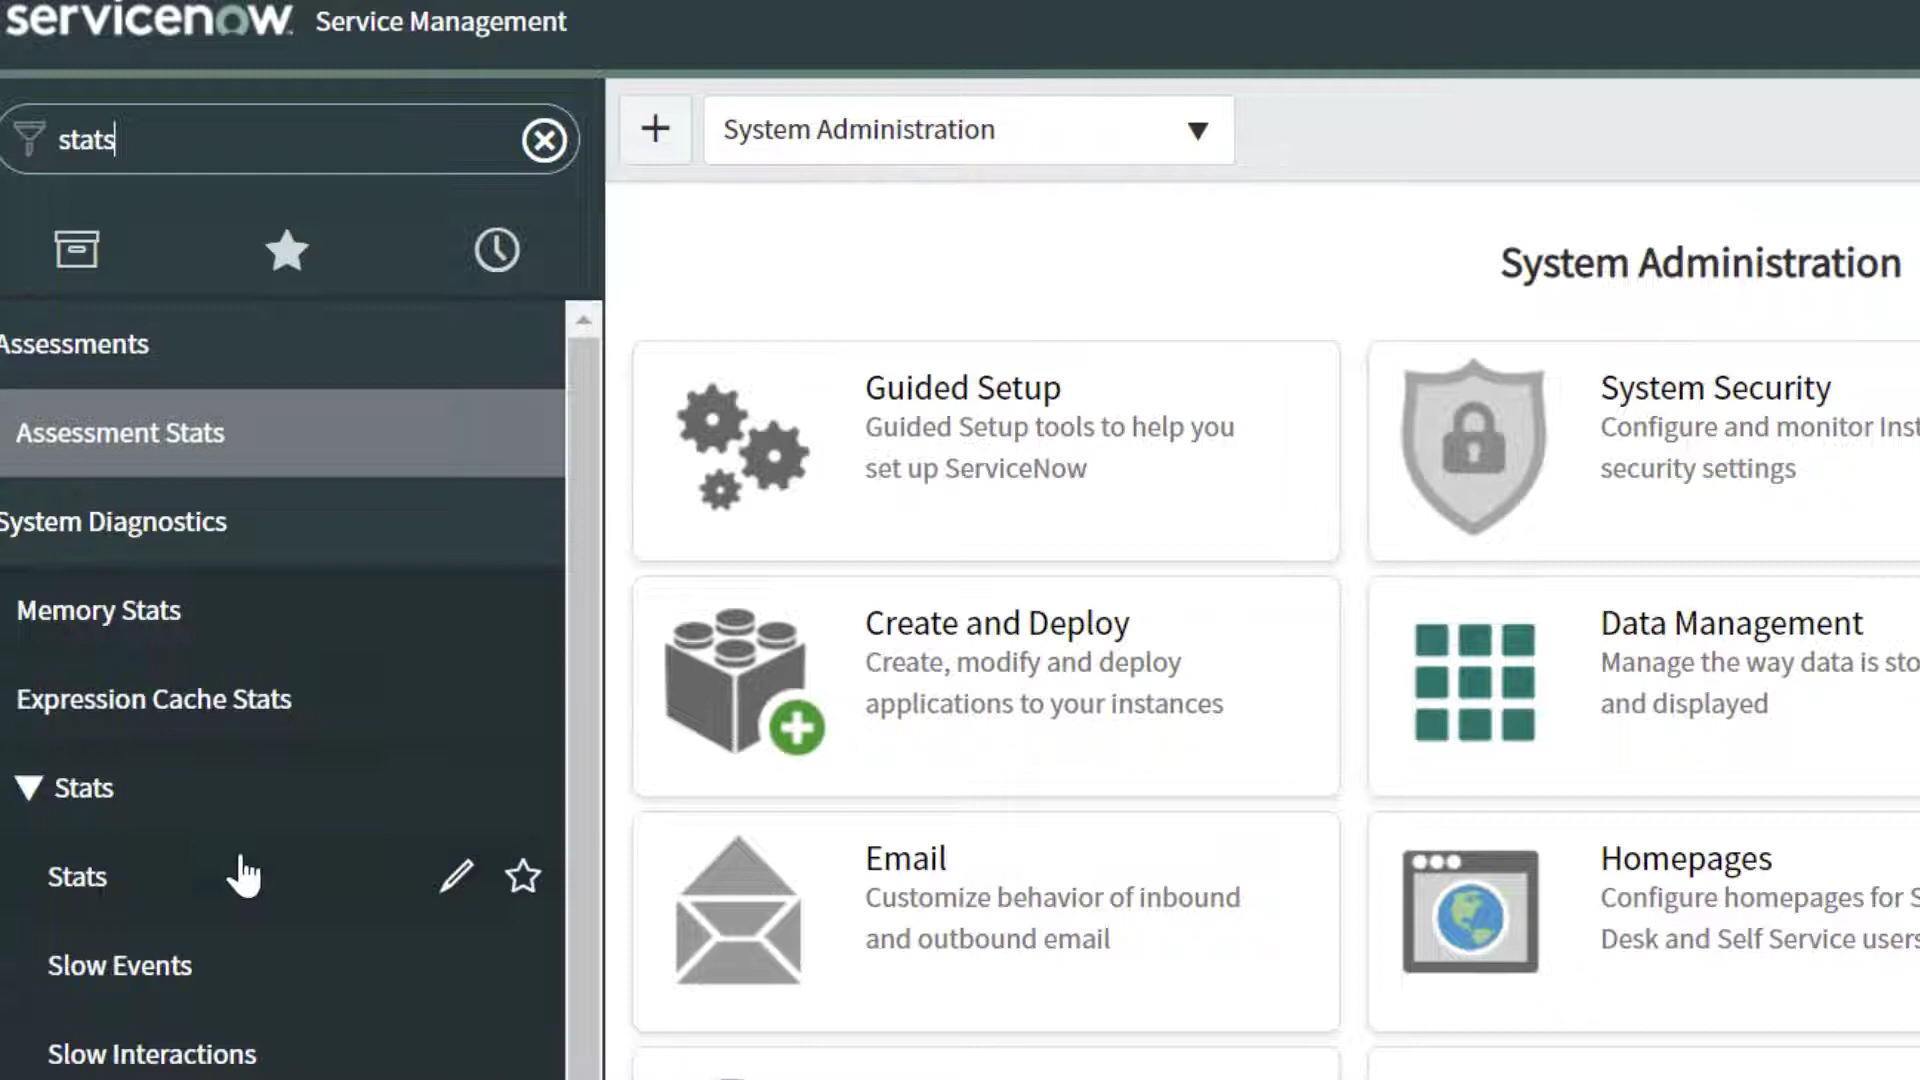 servicenow Service Management
stats
System Administration
System Administration
Assessments
Assessment Stats
System Diagnostics
Memory Stats
Expression Cache Stats
Stats
Stats
Slow Events
Slow Interactions
Guided Setup
Guided Setup tools to help you
set up ServiceNow
System Security
Configure and monitor Inst
security settings
Create and Deploy
Create, modify and deploy
applications to your instances
Data Management
Manage the way data is sto
and displayed
Email
Customize behavior of inbound
and outbound email
Homepages
Configure homepages for S
Desk and Self Service users